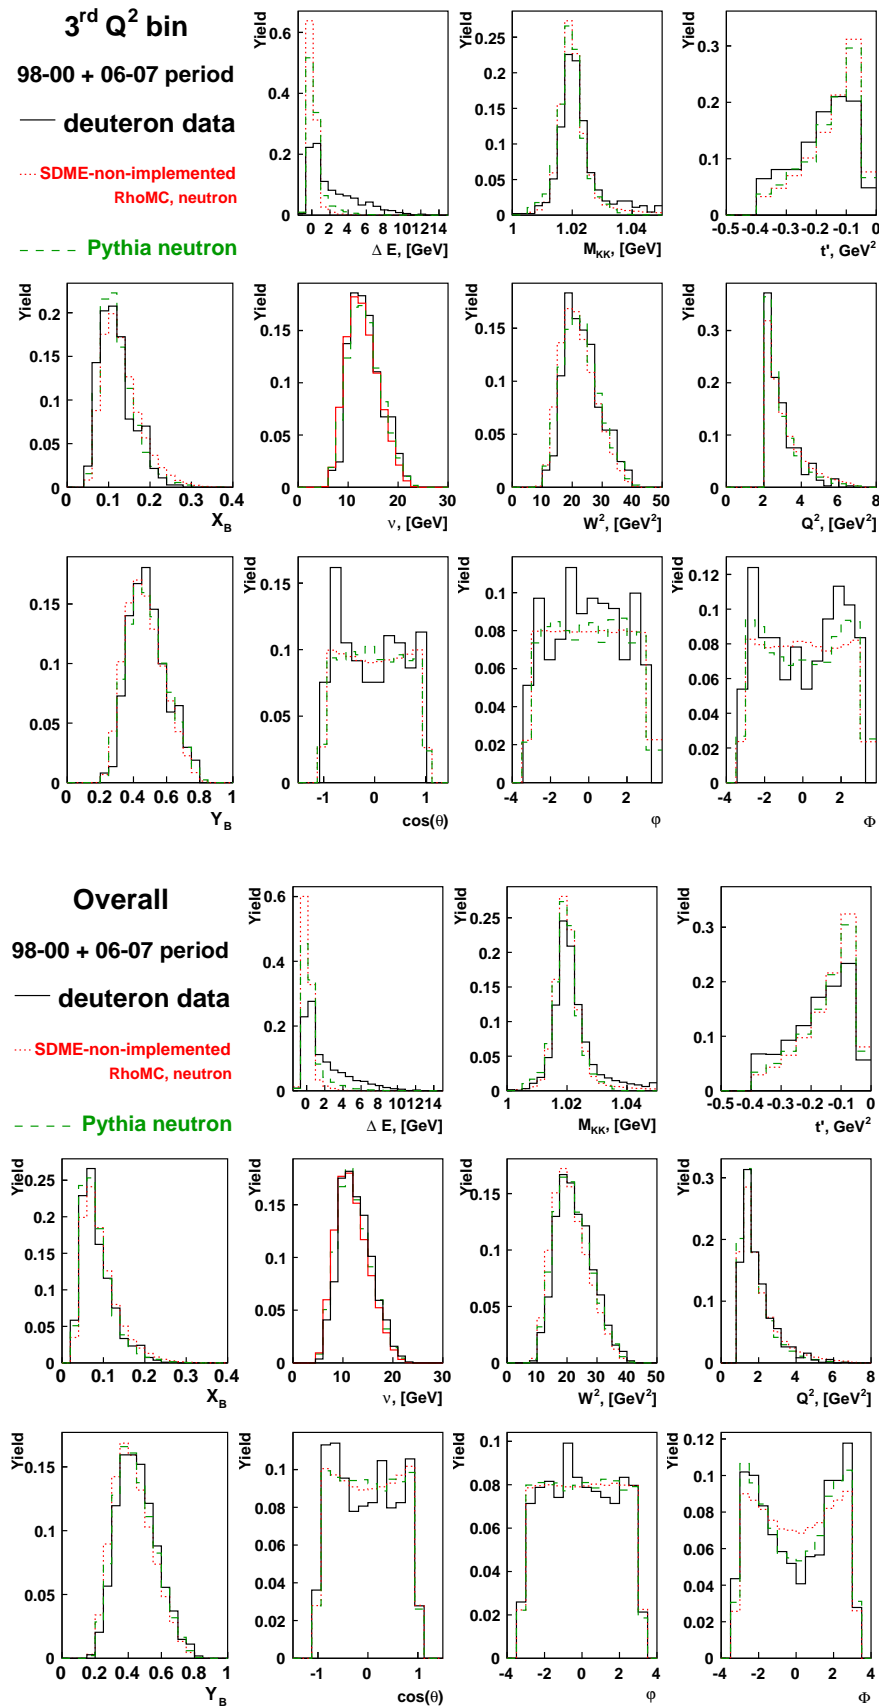 3rd Q2 bin
98-00 + 06-07 period
deuteron data
SDME-non-implemented
RhoMC, neutron
Pythia neutron
Yield
0.6
0.4
0.2
0
0 2 4 6 8 10 12 14
Δ E, [GeV]
Yield
0.25
0.2
0.15
0.1
0.05
0
1 1.02 1.04
M_KK, [GeV]
Yield
0.3
0.2
0.1
0
-0.5 -0.4 -0.3 -0.2 -0.1 0
t', GeV2
Yield
0.2
0.15
0.1
0.05
0
0 0.1 0.2 0.3 0.4
X_B
Yield
0.15
0.1
0.05
0
0 10 20 30
ν, [GeV]
Yield
0.15
0.1
0.05
0
0 10 20 30 40 50
W2, [GeV2]
Yield
0.3
0.2
0.1
0
0 2 4 6 8
Q2, [GeV2]
Yield
0.15
0.1
0.05
0
0 0.2 0.4 0.6 0.8 1
Y_B
Yield
0.15
0.1
0.05
0
-1 0 1
cos(θ)
Yield
0.1
0.08
0.06
0.04
0.02
0
-4 -2 0 2
φ
Yield
0.12
0.1
0.08
0.06
0.04
0.02
0
-4 -2 0 2
Φ
Overall
98-00 + 06-07 period
deuteron data
SDME-non-implemented
RhoMC, neutron
Pythia neutron
Yield
0.6
0.4
0.2
0
0 2 4 6 8 10 12 14
Δ E, [GeV]
Yield
0.25
0.2
0.15
0.1
0.05
0
1 1.02 1.04
M_KK, [GeV]
Yield
0.3
0.2
0.1
0
-0.5 -0.4 -0.3 -0.2 -0.1 0
t', GeV2
Yield
0.25
0.2
0.15
0.1
0.05
0
0 0.1 0.2 0.3 0.4
X_B
Yield
0.15
0.1
0.05
0
0 10 20 30
ν, [GeV]
Yield
0.15
0.1
0.05
0
0 10 20 30 40 50
W2, [GeV2]
Yield
0.3
0.2
0.1
0
0 2 4 6 8
Q2, [GeV2]
Yield
0.15
0.1
0.05
0
0 0.2 0.4 0.6 0.8 1
Y_B
Yield
0.12
0.1
0.08
0.06
0.04
0.02
0
-1 0 1
cos(θ)
Yield
0.1
0.08
0.06
0.04
0.02
0
-4 -2 0 2 4
φ
Yield
0.12
0.1
0.08
0.06
0.04
0.02
0
-4 -2 0 2 4
Φ